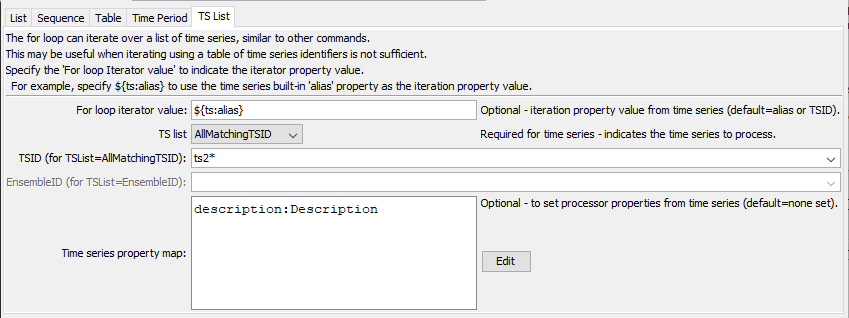 List Sequence Table Time Period TS List
The for loop can iterate over a list of time series, similar to other commands.
This may be useful when iterating using a table of time series identifiers is not sufficient.
Specify the 'For loop Iterator value' to indicate the iterator property value.
For example, specify ${ts:alias} to use the time series built-in 'alias' property as the iteration property value.
For loop iterator value: ${ts:alias} Optional - iteration property value from time series (default=alias or TSID).
TS list AllMatchingTSID Required for time series - indicates the time series to process.
TSID (for TSList=AllMatchingTSID): ts2*
EnsembleID (for TSList=EnsembleID):
description:Description Optional - to set processor properties from time series (default=none set).
Time series property map: Edit